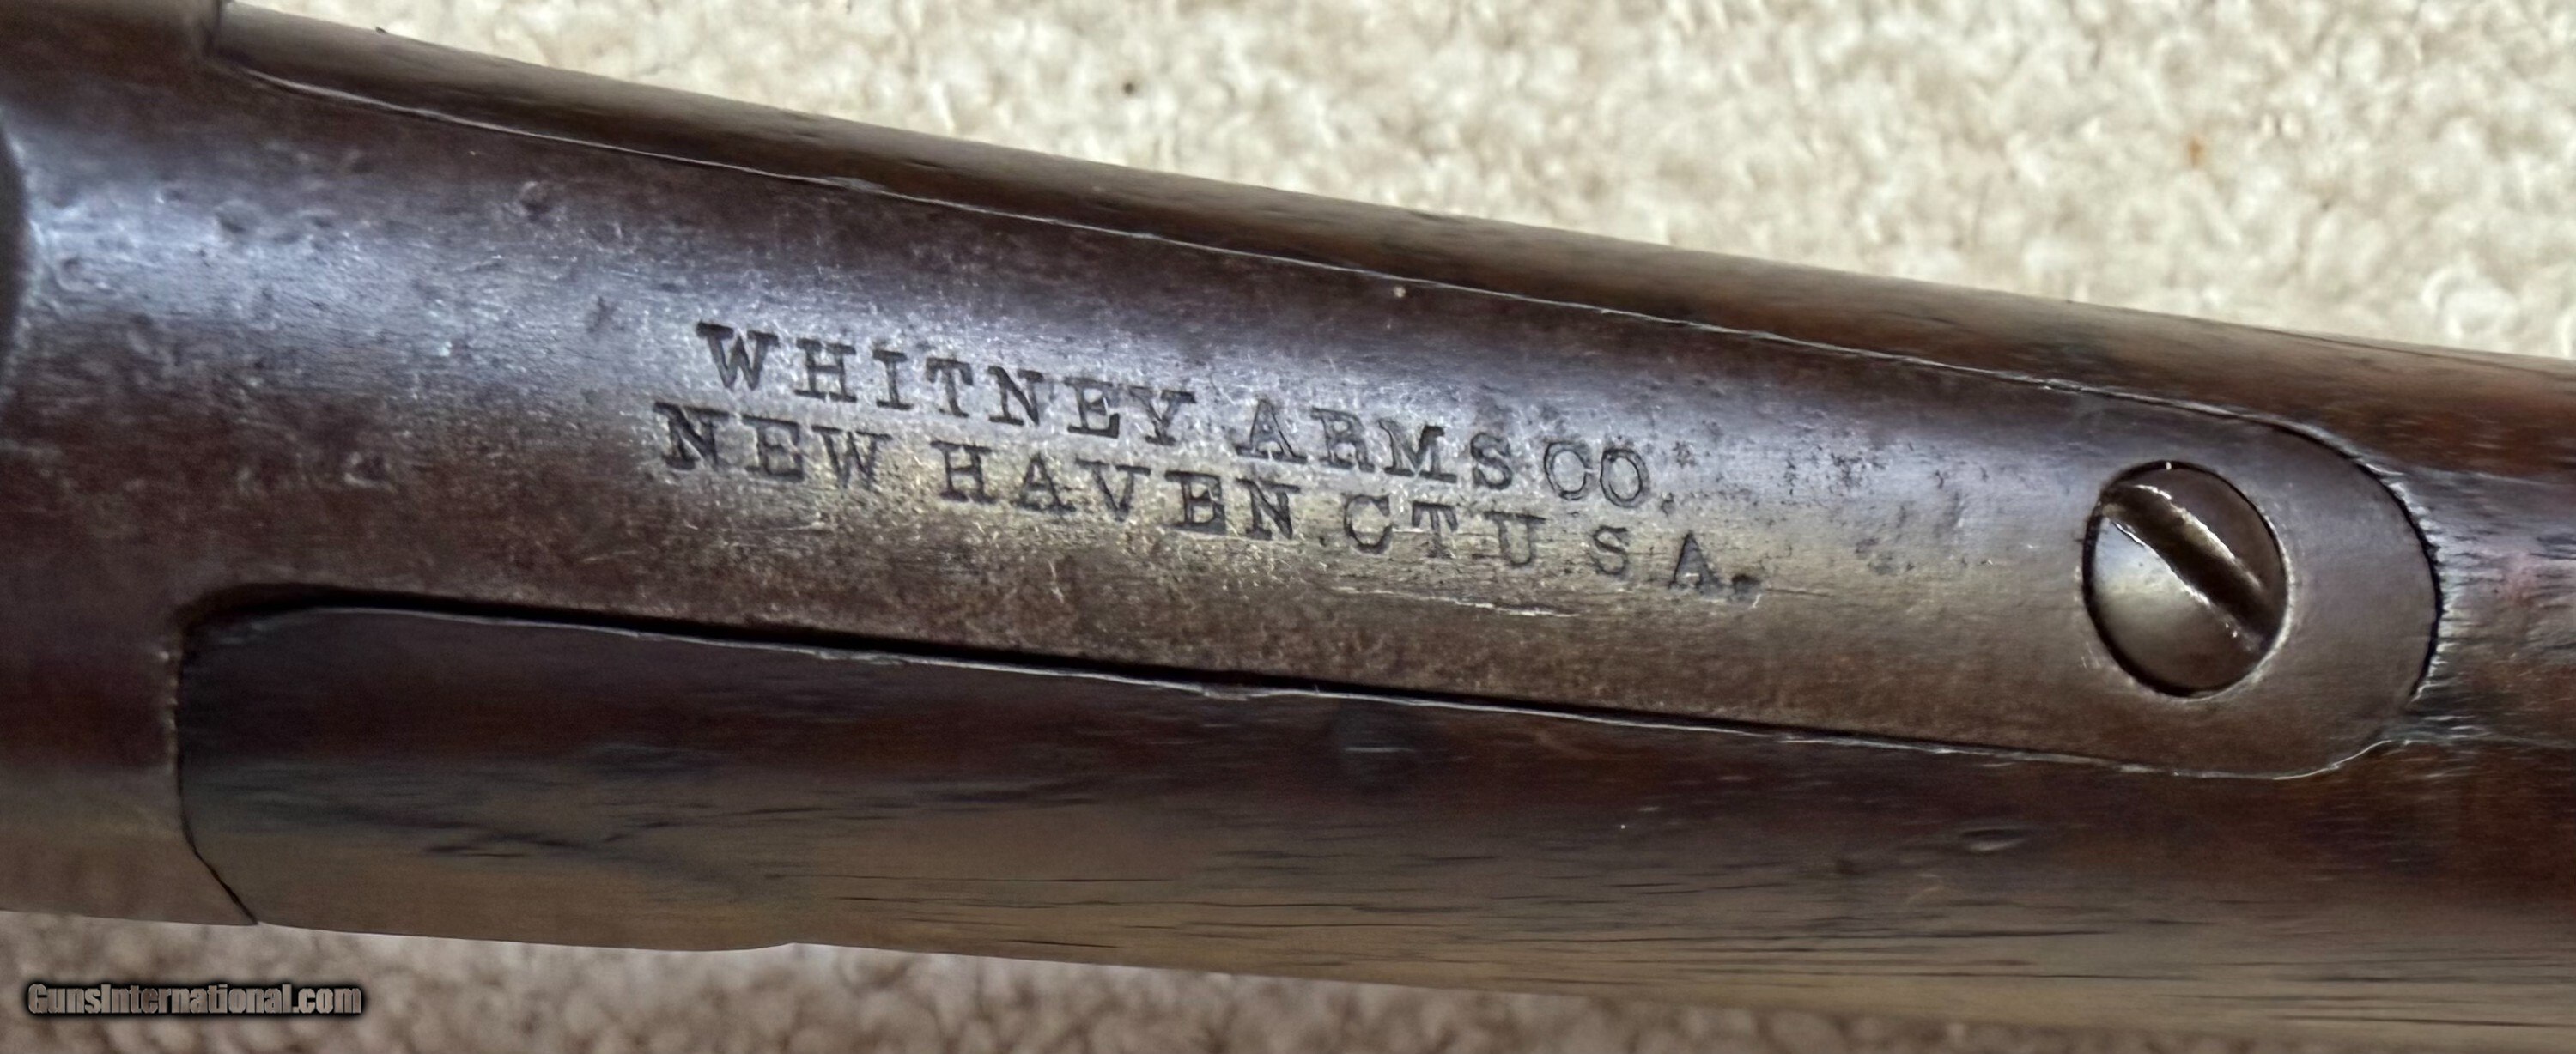 WHITNEY ARMS CO.
NEW HAVEN CT U.S A.
GunsInternational.com